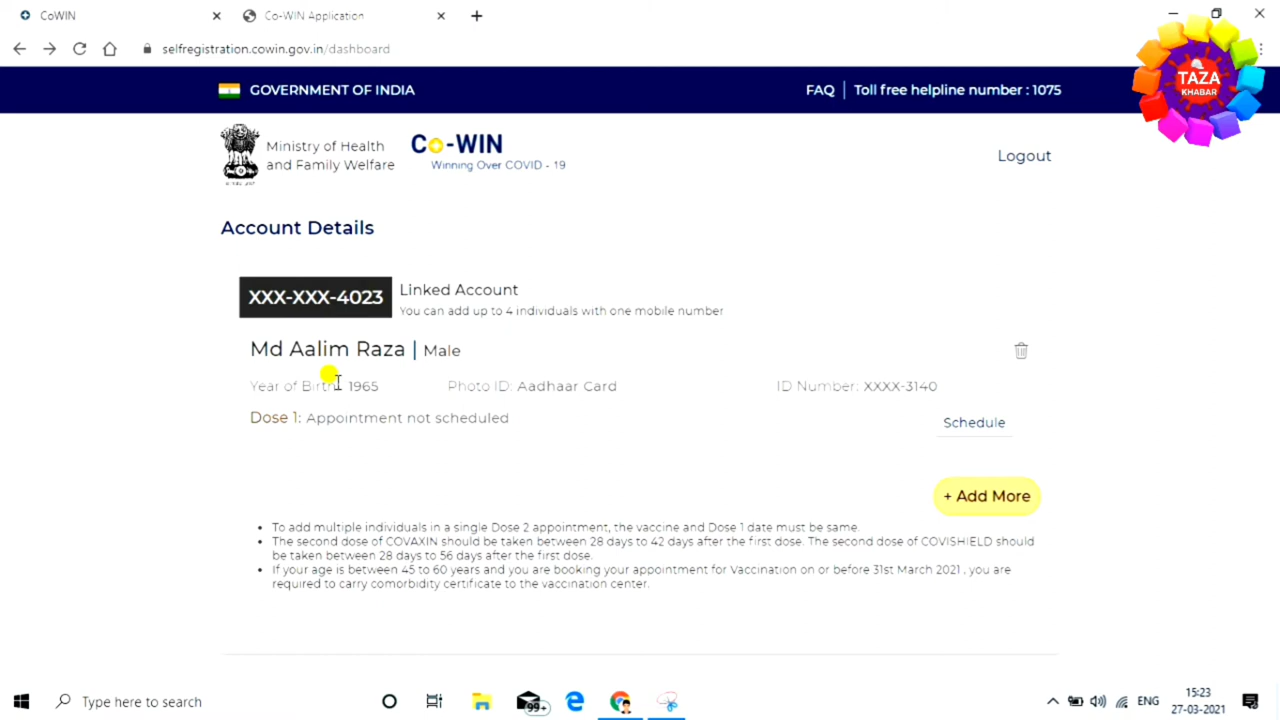 CoWIN
Co-WIN Application
selfregistration.cowin.gov.in/dashboard
TAZA
KHABAR
GOVERNMENT OF INDIA
FAQ
Toll free helpline number : 1075
Ministry of Health
and Family Welfare
Co-WIN
Winning Over COVID - 19
Logout
Account Details
XXX-XXX-4023
Linked Account
You can add up to 4 individuals with one mobile number
Md Aalim Raza | Male
Year of Birth: 1965
Photo ID: Aadhaar Card
ID Number: XXXX-3140
Dose 1: Appointment not scheduled
Schedule
+ Add More
To add multiple individuals in a single Dose 2 appointment, the vaccine and Dose 1 date must be same.
The second dose of COVAXIN should be taken between 28 days to 42 days after the first dose. The second dose of COVISHIELD should
be taken between 28 days to 56 days after the first dose.
If your age is between 45 to 60 years and you are booking your appointment for Vaccination on or before 31st March 2021 , you are
required to carry comorbidity certificate to the vaccination center.
Type here to search
99+
ENG
15:23
27-03-2021